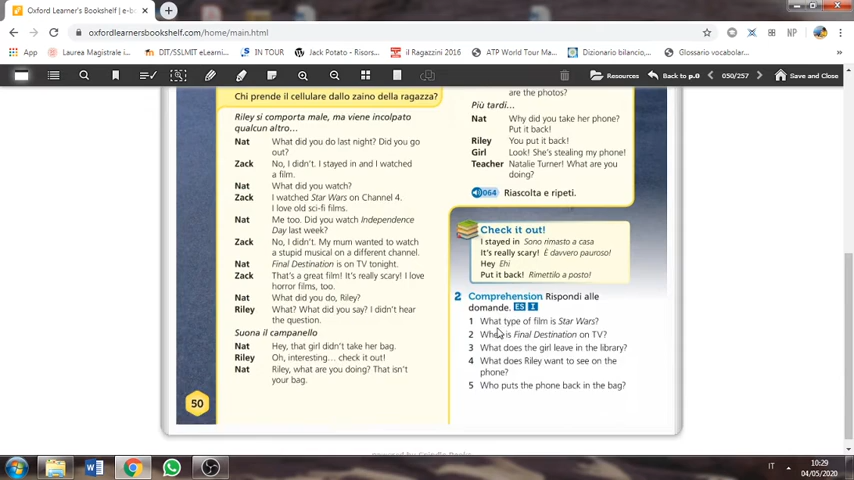 Oxford Learner's Bookshelf | e-b
oxfordlearnersbookshelf.com/home/main.html
App
Laurea Magistrale i...
DIT/SSLMIT eLearni...
IN TOUR
Jack Potato - Risors...
il Ragazzini 2016
ATP World Tour M...
Dizionario bilancio,...
Glossario vocabolar...
NP
Resources
Back to p.0
050/257
Save and Close
Chi prende il cellulare dallo zaino della ragazza?
Riley si comporta male, ma viene incolpato
qualcun altro…
Nat What did you do last night? Did you go
out?
Zack No, I didn't. I stayed in and I watched
a film.
Nat What did you watch?
Zack I watched Star Wars on Channel 4.
I love old sci-fi films.
Nat Me too. Did you watch Independence
Day last week?
Zack No, I didn't. My mum wanted to watch
a stupid musical on a different channel.
Nat Final Destination is on TV tonight.
Zack That's a great film! It's really scary! I love
horror films, too.
Nat What did you do, Riley?
Riley What? What did you say? I didn't hear
the question.
Suona il campanello
Nat Hey, that girl didn't take her bag.
Riley Oh, interesting… check it out!
Nat Riley, what are you doing? That isn't
your bag.
50
are the photos?
Più tardi…
Nat Why did you take her phone?
Put it back!
Riley You put it back!
Girl Look! She's stealing my phone!
Teacher Natalie Turner! What are you
doing?
064 Riascolta e ripeti.
Check it out!
I stayed in Sono rimasto a casa
It's really scary! È davvero pauroso!
Hey Ehi
Put it back! Rimettilo a posto!
2 Comprehension Rispondi alle
domande. ES I
1 What type of film is Star Wars?
2 When is Final Destination on TV?
3 What does the girl leave in the library?
4 What does Riley want to see on the
phone?
5 Who puts the phone back in the bag?
IT
10:29
04/05/2020